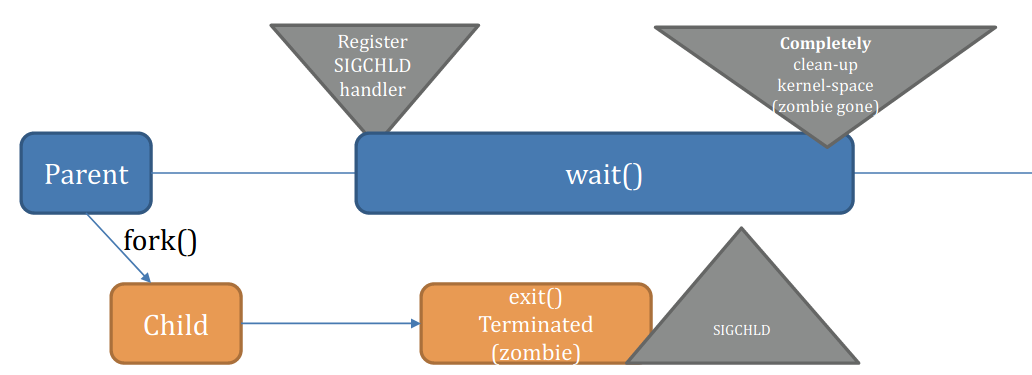 Register
SIGCHLD
handler
Completely
clean-up
kernel-space
(zombie gone)
Parent
wait()
fork()
Child
exit()
Terminated
(zombie)
SIGCHLD